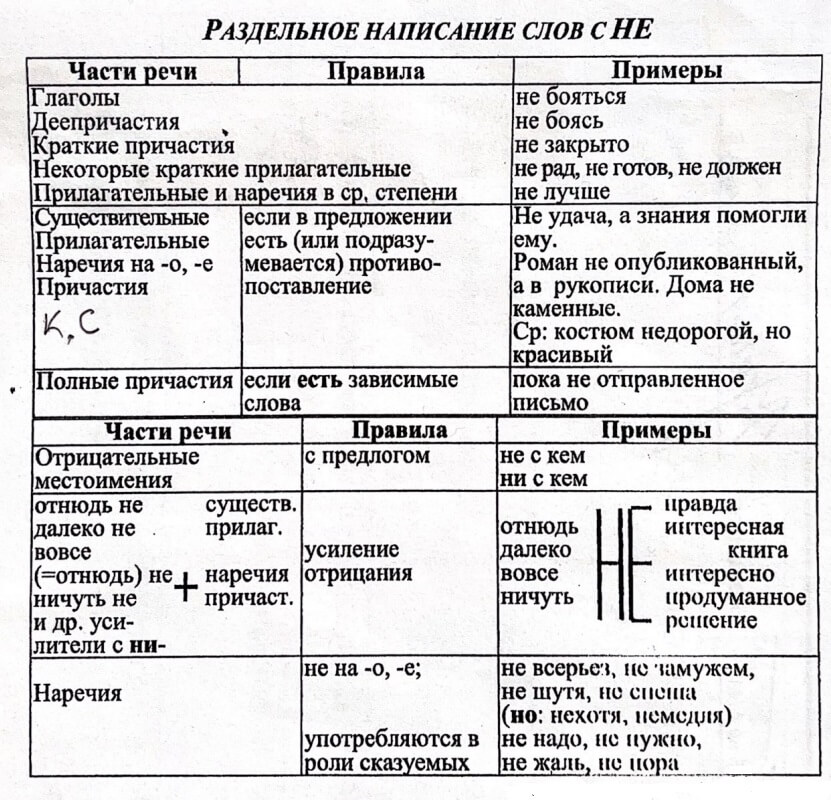 РАЗДЕЛЬНОЕ НАПИСАНИЕ СЛОВ С НЕ
Части речи Правила Примеры
Глаголы не бояться
Деепричастия не боясь
Краткие причастия не закрыто
Некоторые краткие прилагательные не рад, не готов, не должен
Прилагательные и наречия в ср, степени не лучше
Существительные если в предложении Не удача, а знания помогли
Прилагательные есть (или подразу- ему.
Наречия на -о, -е мевается) противо- Роман не опубликованный,
Причастия поставление а в рукописи. Дома не
К, С каменные.
Ср: костюм недорогой, но
красивый
Полные причастия если есть зависимые пока не отправленное
слова письмо
Части речи Правила Примеры
Отрицательные с предлогом не с кем
местоимения ни с кем
отнюдь не существ. правда
далеко не прилаг. отнюдь интересная
вовсе усиление далеко книга
(=отнюдь) не + наречия отрицания вовсе интересно
ничуть не причаст. ничуть продуманное
и др. уси- решение
лители с ни-
не на -о, -е; не всерьез, не замужем,
Наречия не шутя, не спеша
(но: нехотя, немедля)
употребляются в не надо, не нужно,
роли сказуемых не жаль, не пора